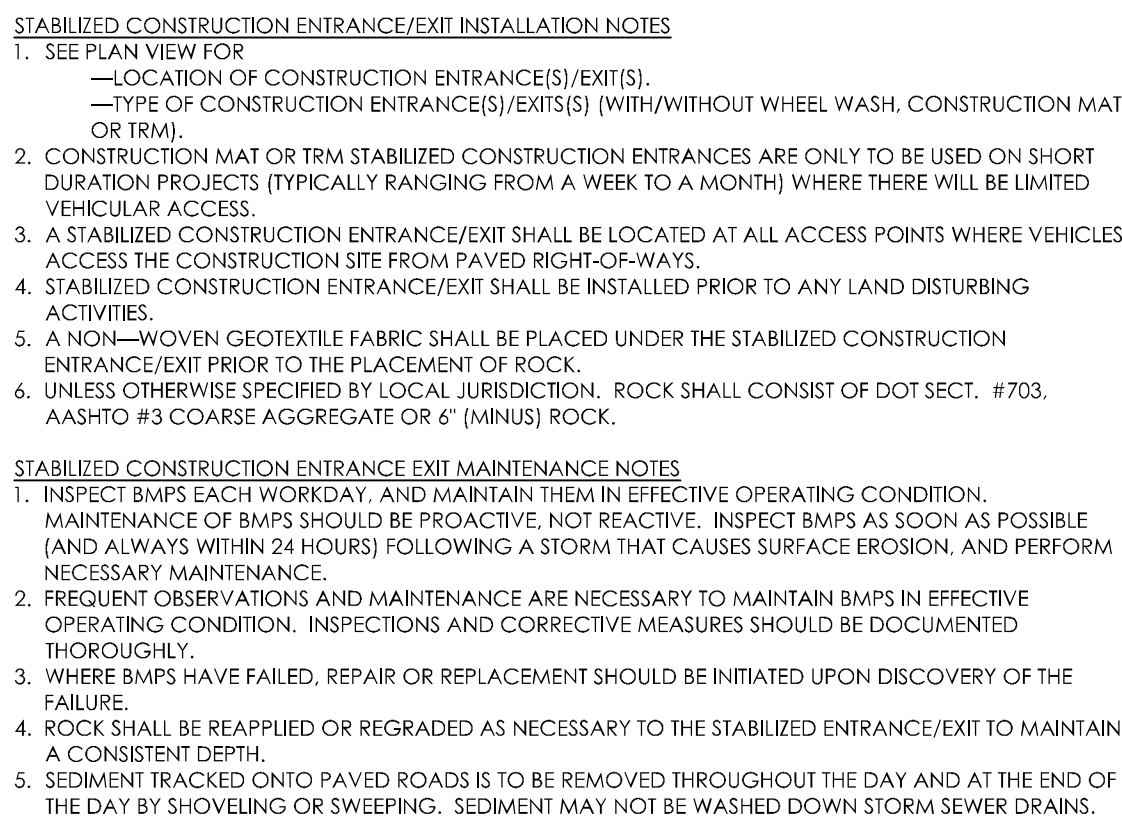 STABILIZED CONSTRUCTION ENTRANCE/EXIT INSTALLATION NOTES
1. SEE PLAN VIEW FOR
—LOCATION OF CONSTRUCTION ENTRANCE(S)/EXIT(S).
—TYPE OF CONSTRUCTION ENTRANCE(S)/EXITS(S) (WITH/WITHOUT WHEEL WASH, CONSTRUCTION MAT
OR TRM).
2. CONSTRUCTION MAT OR TRM STABILIZED CONSTRUCTION ENTRANCES ARE ONLY TO BE USED ON SHORT
DURATION PROJECTS (TYPICALLY RANGING FROM A WEEK TO A MONTH) WHERE THERE WILL BE LIMITED
VEHICULAR ACCESS.
3. A STABILIZED CONSTRUCTION ENTRANCE/EXIT SHALL BE LOCATED AT ALL ACCESS POINTS WHERE VEHICLES
ACCESS THE CONSTRUCTION SITE FROM PAVED RIGHT-OF-WAYS.
4. STABILIZED CONSTRUCTION ENTRANCE/EXIT SHALL BE INSTALLED PRIOR TO ANY LAND DISTURBING
ACTIVITIES.
5. A NON—WOVEN GEOTEXTILE FABRIC SHALL BE PLACED UNDER THE STABILIZED CONSTRUCTION
ENTRANCE/EXIT PRIOR TO THE PLACEMENT OF ROCK.
6. UNLESS OTHERWISE SPECIFIED BY LOCAL JURISDICTION. ROCK SHALL CONSIST OF DOT SECT. #703,
AASHTO #3 COARSE AGGREGATE OR 6" (MINUS) ROCK.
STABILIZED CONSTRUCTION ENTRANCE EXIT MAINTENANCE NOTES
1. INSPECT BMPS EACH WORKDAY, AND MAINTAIN THEM IN EFFECTIVE OPERATING CONDITION.
MAINTENANCE OF BMPS SHOULD BE PROACTIVE, NOT REACTIVE. INSPECT BMPS AS SOON AS POSSIBLE
(AND ALWAYS WITHIN 24 HOURS) FOLLOWING A STORM THAT CAUSES SURFACE EROSION, AND PERFORM
NECESSARY MAINTENANCE.
2. FREQUENT OBSERVATIONS AND MAINTENANCE ARE NECESSARY TO MAINTAIN BMPS IN EFFECTIVE
OPERATING CONDITION. INSPECTIONS AND CORRECTIVE MEASURES SHOULD BE DOCUMENTED
THOROUGHLY.
3. WHERE BMPS HAVE FAILED, REPAIR OR REPLACEMENT SHOULD BE INITIATED UPON DISCOVERY OF THE
FAILURE.
4. ROCK SHALL BE REAPPLIED OR REGRADED AS NECESSARY TO THE STABILIZED ENTRANCE/EXIT TO MAINTAIN
A CONSISTENT DEPTH.
5. SEDIMENT TRACKED ONTO PAVED ROADS IS TO BE REMOVED THROUGHOUT THE DAY AND AT THE END OF
THE DAY BY SHOVELING OR SWEEPING. SEDIMENT MAY NOT BE WASHED DOWN STORM SEWER DRAINS.